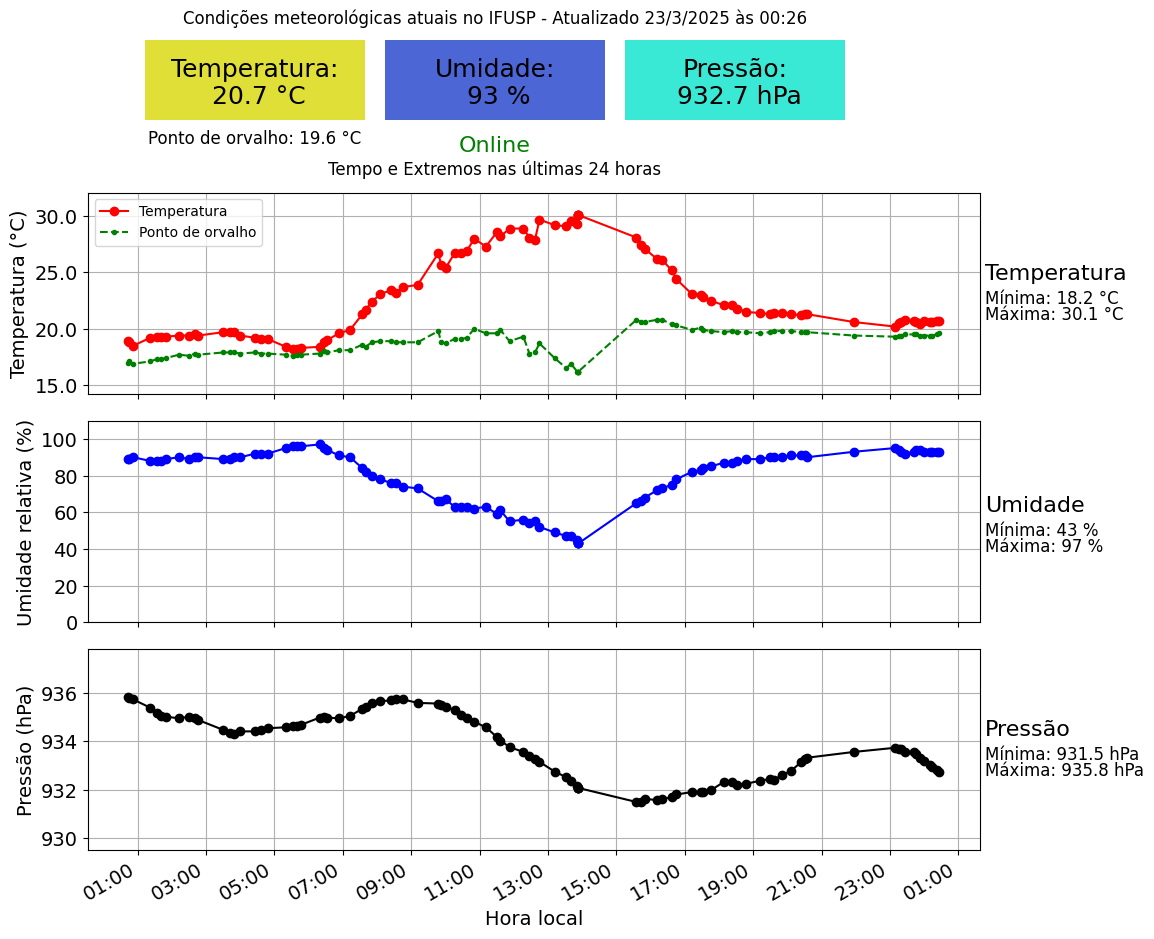 Condições meteorológicas atuais no IFUSP - Atualizado 23/3/2025 às 00:26
Temperatura:
20.7 °C
Umidade:
93 %
Pressão:
932.7 hPa
Ponto de orvalho: 19.6 °C
Online
Tempo e Extremos nas últimas 24 horas
Temperatura (°C)
30.0
25.0
20.0
15.0
Temperatura
Ponto de orvalho
Temperatura
Mínima: 18.2 °C
Máxima: 30.1 °C
Umidade relativa (%)
100
80
60
40
20
0
Umidade
Mínima: 43 %
Máxima: 97 %
Pressão (hPa)
936
934
932
930
Pressão
Mínima: 931.5 hPa
Máxima: 935.8 hPa
01:00 03:00 05:00 07:00 09:00 11:00 13:00 15:00 17:00 19:00 21:00 23:00 01:00
Hora local